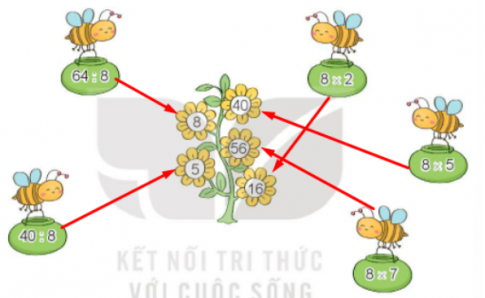 64 : 8
8 x 2
40
8
56
8 x 5
5
16
40 : 8
8 x 7
KẾT NỐI TRI THỨC
VỚI CUỘC SỐNG